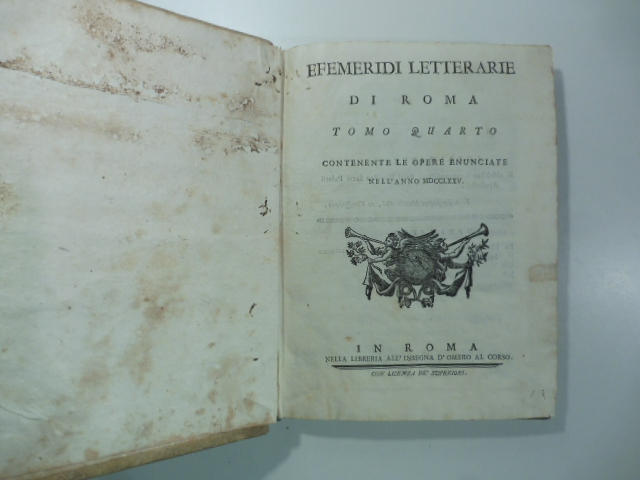 EFEMERIDI LETTERARIE
DI ROMA
TOMO QUARTO
CONTENENTE LE OPERE ENUNCIATE
NELL'ANNO MDCCLXXV.
IN ROMA
NELLA LIBRERIA ALL'INSEGNA D'OMERO AL CORSO.
CON LICENZA DE' SUPERIORI.